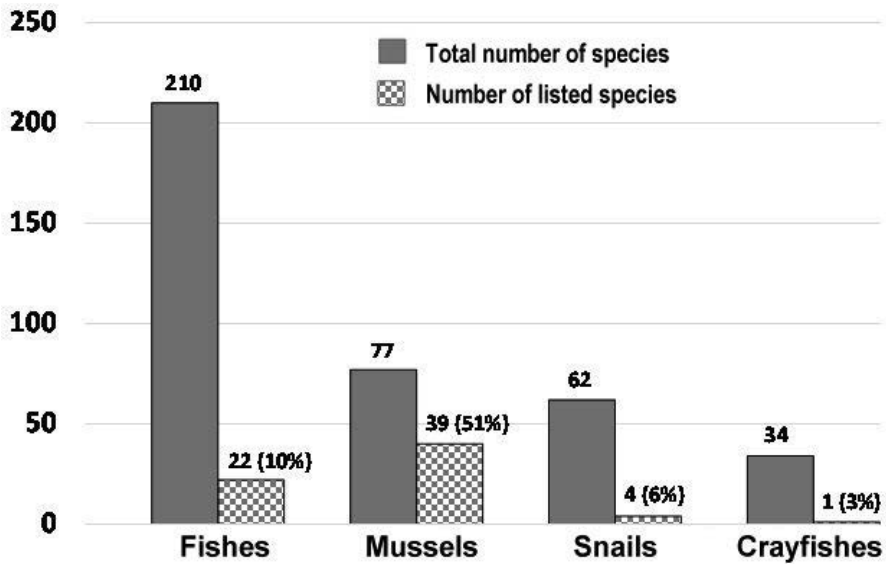 250
200
150
100
50
0
Total number of species
Number of listed species
210
22 (10%)
77
39 (51%)
62
4 (6%)
34
1 (3%)
Fishes
Mussels
Snails
Crayfishes